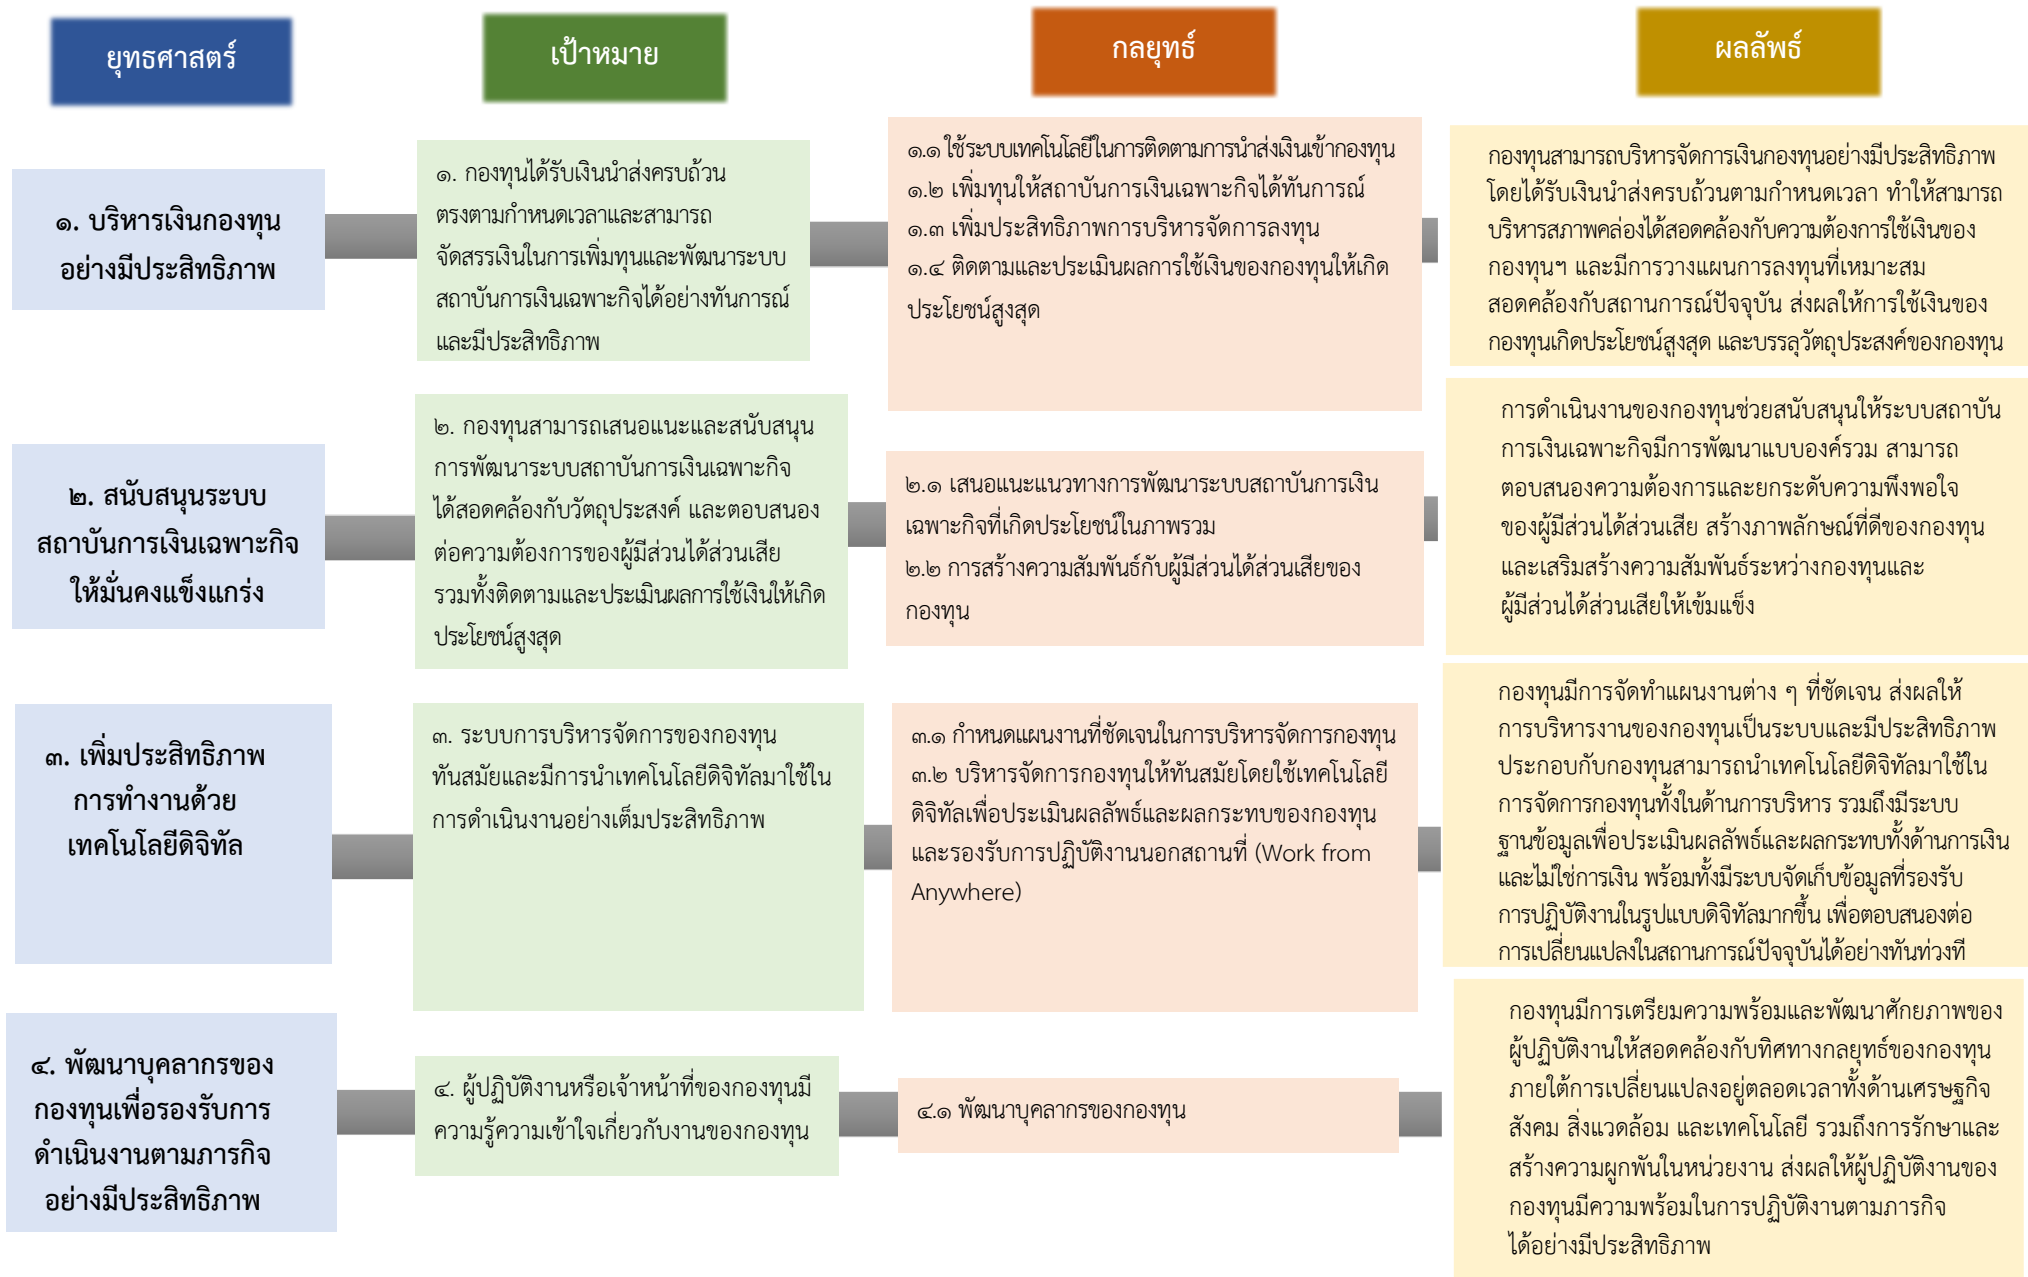 ยุทธศาสตร์
เป้าหมาย
กลยุทธ์
ผลลัพธ์
๑. บริหารเงินกองทุน
อย่างมีประสิทธิภาพ
๑. กองทุนได้รับเงินนำส่งครบถ้วน
ตรงตามกำหนดเวลาและสามารถ
จัดสรรเงินในการเพิ่มทุนและพัฒนาระบบ
สถาบันการเงินเฉพาะกิจได้อย่างทันการณ์
และมีประสิทธิภาพ
๑.๑ ใช้ระบบเทคโนโลยีในการติดตามการนำส่งเงินเข้ากองทุน
๑.๒ เพิ่มทุนให้สถาบันการเงินเฉพาะกิจได้ทันการณ์
๑.๓ เพิ่มประสิทธิภาพการบริหารจัดการลงทุน
๑.๔ ติดตามและประเมินผลการใช้เงินของกองทุนให้เกิด
ประโยชน์สูงสุด
กองทุนสามารถบริหารจัดการเงินกองทุนอย่างมีประสิทธิภาพ
โดยได้รับเงินนำส่งครบถ้วนตามกำหนดเวลา ทำให้สามารถ
บริหารสภาพคล่องได้สอดคล้องกับความต้องการใช้เงินของ
กองทุนฯ และมีการวางแผนการลงทุนที่เหมาะสม
สอดคล้องกับสถานการณ์ปัจจุบัน ส่งผลให้การใช้เงินของ
กองทุนเกิดประโยชน์สูงสุด และบรรลุวัตถุประสงค์ของกองทุน
๒. สนับสนุนระบบ
สถาบันการเงินเฉพาะกิจ
ให้มั่นคงแข็งแกร่ง
๒. กองทุนสามารถเสนอแนะและสนับสนุน
การพัฒนาระบบสถาบันการเงินเฉพาะกิจ
ได้สอดคล้องกับวัตถุประสงค์ และตอบสนอง
ต่อความต้องการของผู้มีส่วนได้ส่วนเสีย
รวมทั้งติดตามและประเมินผลการใช้เงินให้เกิด
ประโยชน์สูงสุด
๒.๑ เสนอแนะแนวทางการพัฒนาระบบสถาบันการเงิน
เฉพาะกิจที่เกิดประโยชน์ในภาพรวม
๒.๒ การสร้างความสัมพันธ์กับผู้มีส่วนได้ส่วนเสียของ
กองทุน
การดำเนินงานของกองทุนช่วยสนับสนุนให้ระบบสถาบัน
การเงินเฉพาะกิจมีการพัฒนาแบบองค์รวม สามารถ
ตอบสนองความต้องการและยกระดับความพึงพอใจ
ของผู้มีส่วนได้ส่วนเสีย สร้างภาพลักษณ์ที่ดีของกองทุน
และเสริมสร้างความสัมพันธ์ระหว่างกองทุนและ
ผู้มีส่วนได้ส่วนเสียให้เข้มแข็ง
๓. เพิ่มประสิทธิภาพ
การทำงานด้วย
เทคโนโลยีดิจิทัล
๓. ระบบการบริหารจัดการของกองทุน
ทันสมัยและมีการนำเทคโนโลยีดิจิทัลมาใช้ใน
การดำเนินงานอย่างเต็มประสิทธิภาพ
๓.๑ กำหนดแผนงานที่ชัดเจนในการบริหารจัดการกองทุน
๓.๒ บริหารจัดการกองทุนให้ทันสมัยโดยใช้เทคโนโลยี
ดิจิทัลเพื่อประเมินผลลัพธ์และผลกระทบของกองทุน
และรองรับการปฏิบัติงานนอกสถานที่ (Work from
Anywhere)
กองทุนมีการจัดทำแผนงานต่าง ๆ ที่ชัดเจน ส่งผลให้
การบริหารงานของกองทุนเป็นระบบและมีประสิทธิภาพ
ประกอบกับกองทุนสามารถนำเทคโนโลยีดิจิทัลมาใช้ใน
การจัดการกองทุนทั้งในด้านการบริหาร รวมถึงมีระบบ
ฐานข้อมูลเพื่อประเมินผลลัพธ์และผลกระทบทั้งด้านการเงิน
และไม่ใช่การเงิน พร้อมทั้งมีระบบจัดเก็บข้อมูลที่รองรับ
การปฏิบัติงานในรูปแบบดิจิทัลมากขึ้น เพื่อตอบสนองต่อ
การเปลี่ยนแปลงในสถานการณ์ปัจจุบันได้อย่างทันท่วงที
๔. พัฒนาบุคลากรของ
กองทุนเพื่อรองรับการ
ดำเนินงานตามภารกิจ
อย่างมีประสิทธิภาพ
๔. ผู้ปฏิบัติงานหรือเจ้าหน้าที่ของกองทุนมี
ความรู้ความเข้าใจเกี่ยวกับงานของกองทุน
๔.๑ พัฒนาบุคลากรของกองทุน
กองทุนมีการเตรียมความพร้อมและพัฒนาศักยภาพของ
ผู้ปฏิบัติงานให้สอดคล้องกับทิศทางกลยุทธ์ของกองทุน
ภายใต้การเปลี่ยนแปลงอยู่ตลอดเวลาทั้งด้านเศรษฐกิจ
สังคม สิ่งแวดล้อม และเทคโนโลยี รวมถึงการรักษาและ
สร้างความผูกพันในหน่วยงาน ส่งผลให้ผู้ปฏิบัติงานของ
กองทุนมีความพร้อมในการปฏิบัติงานตามภารกิจ
ได้อย่างมีประสิทธิภาพ